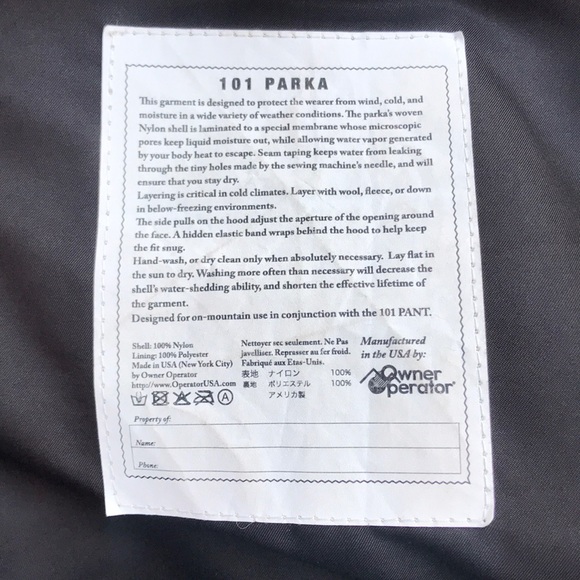 101 PARKA
This garment is designed to protect the wearer from wind, cold, and
moisture in a wide variety of weather conditions. The parka's woven
Nylon shell is laminated to a special membrane whose microscopic
pores keep liquid moisture out, while allowing water vapor generated
by your body heat to escape. Seam taping keeps water from leaking
through the tiny holes made by the sewing machine's needle, and will
ensure that you stay dry.
Layering is critical in cold climates. Layer with wool, fleece, or down
in below-freezing environments.
The side pulls on the hood adjust the aperture of the opening around
the face. A hidden elastic band wraps behind the hood to help keep
the fit snug.
Hand-wash, or dry clean only when absolutely necessary. Lay flat in
the sun to dry. Washing more often than necessary will decrease the
shell's water-shedding ability, and shorten the effective lifetime of
the garment.
Designed for on-mountain use in conjunction with the 101 PANT.
Shell: 100% Nylon
Lining: 100% Polyester
Made in USA (New York City)
by Owner Operator
http://www.OperatorUSA.com
A
Nettoyer sec seulement. Ne Pas
javelliser. Represser au fer froid.
Fabriqué aux Etas-Unis.
表地 ナイロン 100%
裏地 ポリエステル 100%
アメリカ製
Manufactured
in the USA by:
Owner
Operator
Property of:
Name:
Phone: